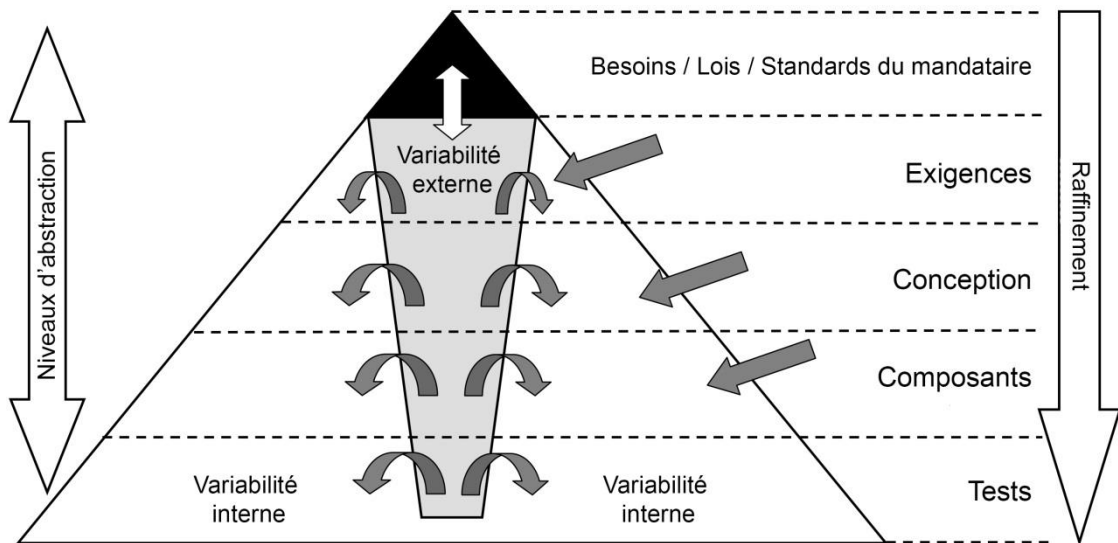 Besoins / Lois / Standards du mandataire
Variabilité
externe
Exigences
Conception
Composants
Variabilité
interne
Variabilité
interne
Tests
Niveaux d'abstraction
Raffinement